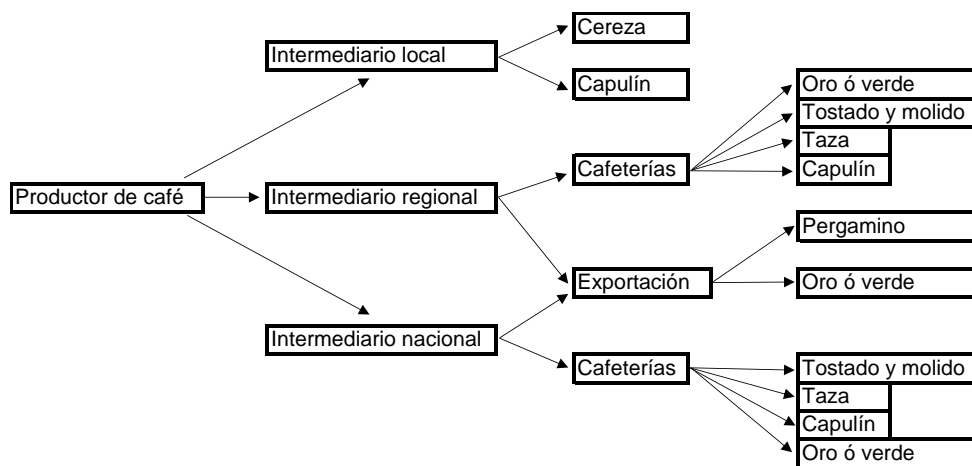 Cereza
Intermediario local
Capulín
Oro ó verde
Tostado y molido
Taza
Cafeterías
Capulín
Productor de café
Intermediario regional
Pergamino
Exportación
Oro ó verde
Intermediario nacional
Cafeterías
Tostado y molido
Taza
Capulín
Oro ó verde